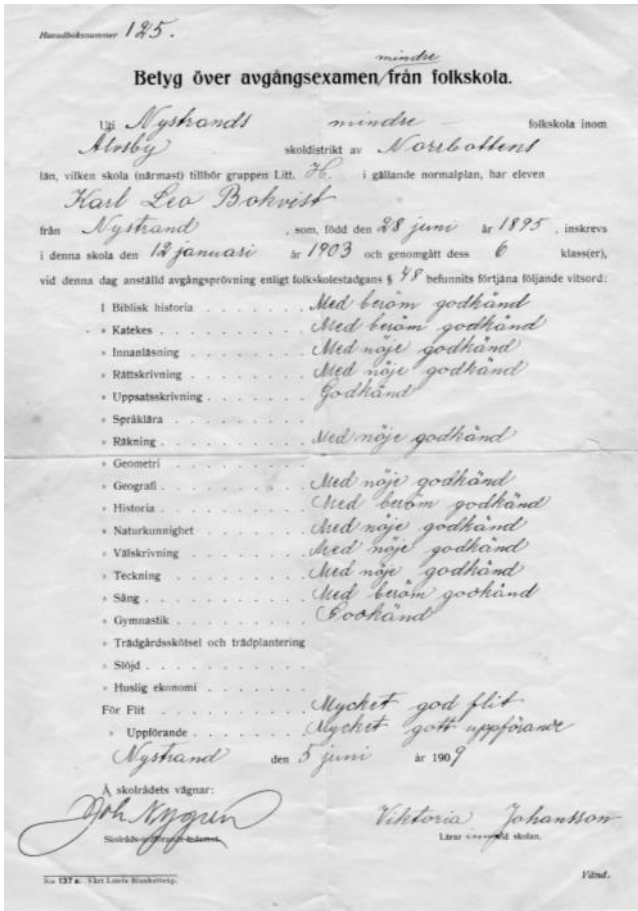 Huvudboksnummer 125.
mindre
Betyg över avgångsexamen från folkskola.
Uti Nystrands mindre — folkskola inom
Älvsby skoldistrikt av Norrbottens
län, vilken skola (närmast) tillhör gruppen Litt. H. i gällande normalplan, har eleven
Karl Leo Bokvist
från Nystrand, som, född den 28 juni år 1895, inskrevs
i denna skola den 12 januari år 1903 och genomgått dess 6 klass(er),
vid denna dag anställd avgångsprövning enligt folkskolestadgans § 48 befunnits förtjäna följande vitsord:
I Biblisk historia . . . . . . . Med beröm godkänd
» Katekes . . . . . . . . . Med beröm godkänd
» Innanläsning . . . . . . . Med nöje godkänd
» Rättskrivning . . . . . . . Med nöje godkänd
» Uppsatsskrivning . . . . . . Godkänd
» Språklära . . . . . . . .
» Räkning . . . . . . . . . Med nöje godkänd
» Geometri . . . . . . . .
» Geografi . . . . . . . . . Med nöje godkänd
» Historia . . . . . . . . . Med beröm godkänd
» Naturkunnighet . . . . . . Med nöje godkänd
» Välskrivning . . . . . . . Med nöje godkänd
» Teckning . . . . . . . . Med nöje godkänd
» Sång . . . . . . . . . . Med beröm godkänd
» Gymnastik . . . . . . . . Godkänd
» Trädgårdsskötsel och trädplantering
» Slöjd . . . . . . . . . .
» Huslig ekonomi . . . . . .
För Flit . . . . . . . . . Mycket god flit
» Uppförande . . . . . . . Mycket gott uppförande
Nystrand den 5 juni år 1909
Å skolrådets vägnar:
Joh Nygren Viktoria Johansson
Lärarinna vid skolan.
N:o 137 a. Vänd.